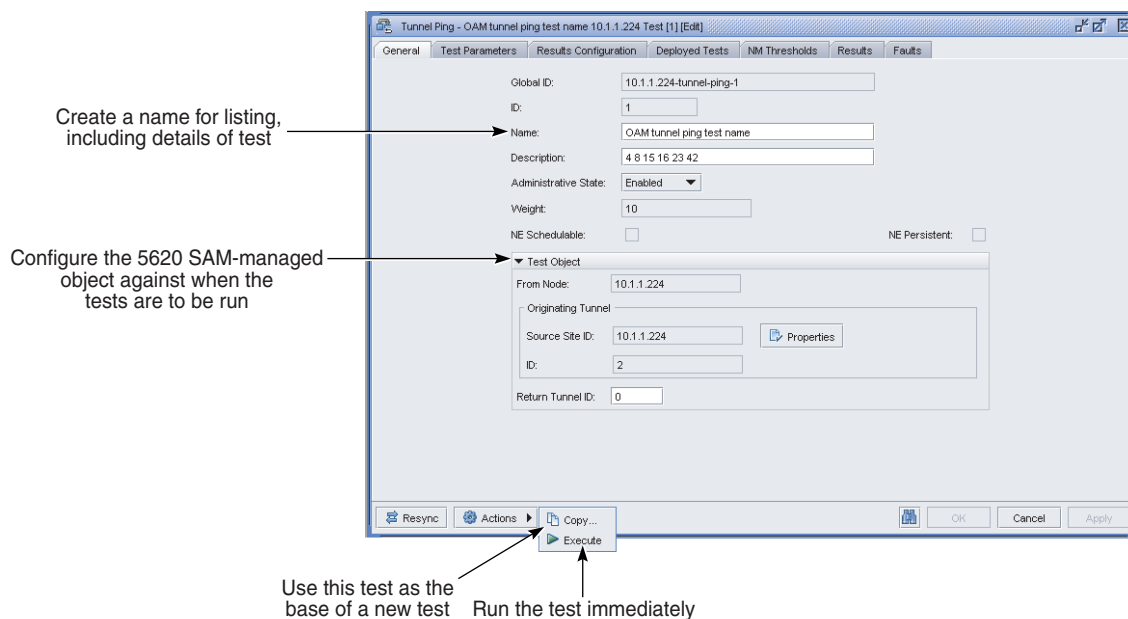 Tunnel Ping - OAM tunnel ping test name 10.1.1.224 Test [1] [Edit]
General Test Parameters Results Configuration Deployed Tests NM Thresholds Results Faults
Global ID: 10.1.1.224-tunnel-ping-1
ID: 1
Create a name for listing,
including details of test
Name: OAM tunnel ping test name
Description: 4 8 15 16 23 42
Administrative State: Enabled
Weight: 10
NE Schedulable: NE Persistent:
Configure the 5620 SAM-managed
object against when the
tests are to be run
Test Object
From Node: 10.1.1.224
Originating Tunnel
Source Site ID: 10.1.1.224 Properties
ID: 2
Return Tunnel ID: 0
Resync Actions Copy... OK Cancel Apply
Execute
Use this test as the
base of a new test
Run the test immediately